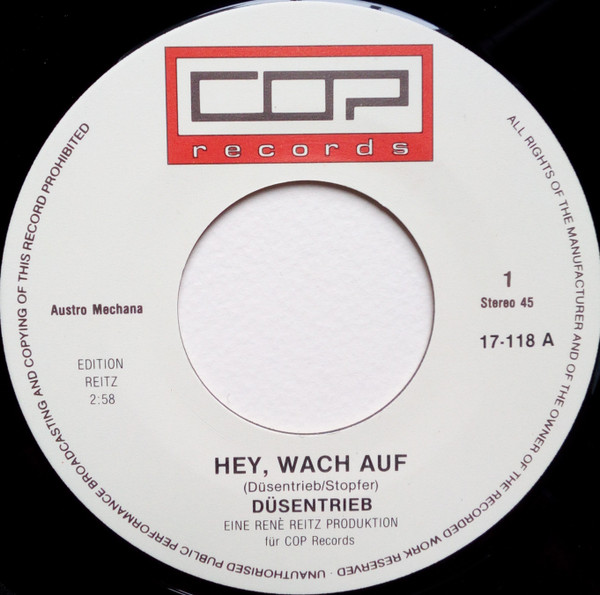 COP
records
ALL RIGHTS OF THE MANUFACTURER AND OF THE OWNER OF THE RECORDED WORK RESERVED · UNAUTHORISED PUBLIC PERFORMANCE BROADCASTING AND COPYING OF THIS RECORD PROHIBITED
Austro Mechana
EDITION
REITZ
2:58
1
Stereo 45
17-118 A
HEY, WACH AUF
(Düsentrieb/Stopfer)
DÜSENTRIEB
EINE RENÈ REITZ PRODUKTION
für COP Records